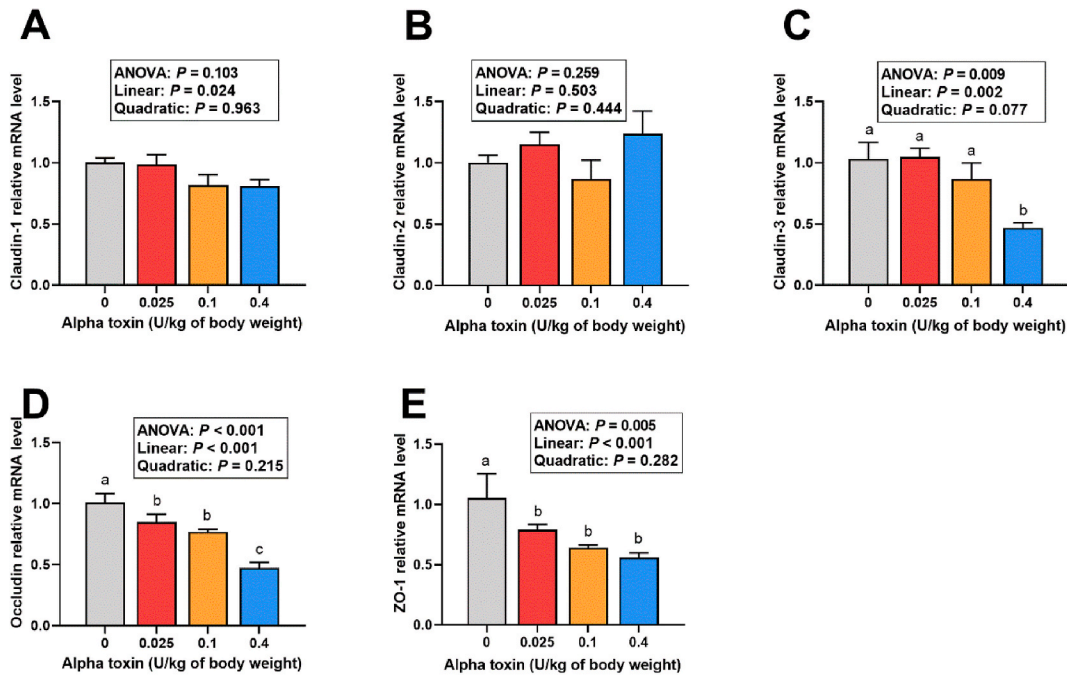 A
ANOVA: P = 0.103
Linear: P = 0.024
Quadratic: P = 0.963
Claudin-1 relative mRNA level
1.5
1.0
0.5
0.0
0 0.025 0.1 0.4
Alpha toxin (U/kg of body weight)
B
ANOVA: P = 0.259
Linear: P = 0.503
Quadratic: P = 0.444
Claudin-2 relative mRNA level
1.5
1.0
0.5
0.0
0 0.025 0.1 0.4
Alpha toxin (U/kg of body weight)
C
ANOVA: P = 0.009
Linear: P = 0.002
Quadratic: P = 0.077
Claudin-3 relative mRNA level
1.5
1.0
0.5
0.0
a a a b
0 0.025 0.1 0.4
Alpha toxin (U/kg of body weight)
D
ANOVA: P < 0.001
Linear: P < 0.001
Quadratic: P = 0.215
Occludin relative mRNA level
1.5
1.0
0.5
0.0
a b b c
0 0.025 0.1 0.4
Alpha toxin (U/kg of body weight)
E
ANOVA: P = 0.005
Linear: P < 0.001
Quadratic: P = 0.282
ZO-1 relative mRNA level
1.5
1.0
0.5
0.0
a b b b
0 0.025 0.1 0.4
Alpha toxin (U/kg of body weight)